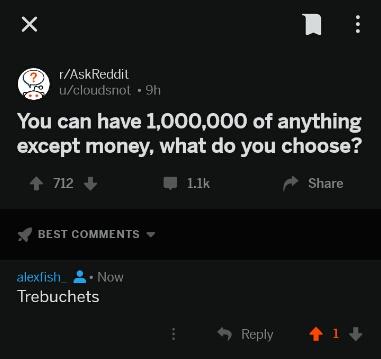 r/AskReddit
u/cloudsnot • 9h
You can have 1,000,000 of anything
except money, what do you choose?
712
1.1k
Share
BEST COMMENTS
alexfish_ • Now
Trebuchets
Reply
1